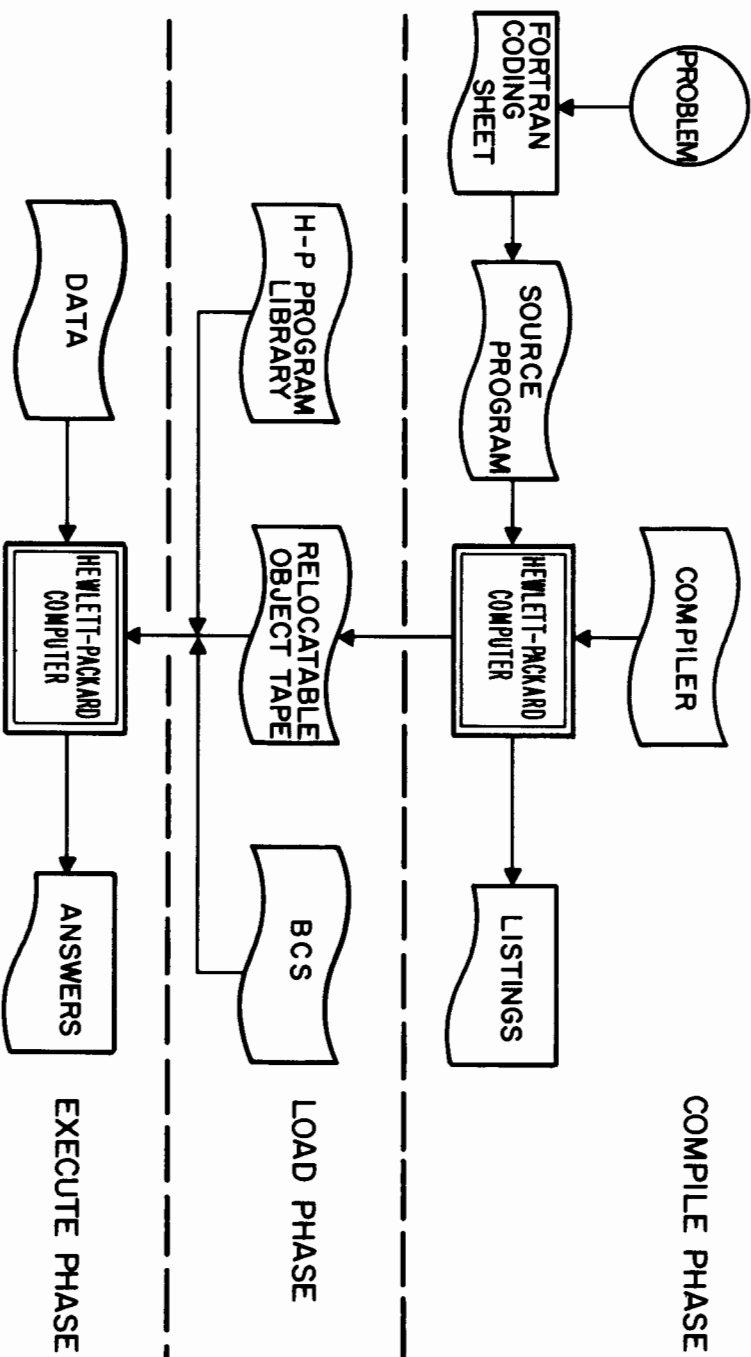 PROBLEM
FORTRAN
CODING
SHEET
SOURCE
PROGRAM
COMPILER
HEWLETT-PACKARD
COMPUTER
LISTINGS
COMPILE PHASE
H-P PROGRAM
LIBRARY
RELOCATABLE
OBJECT TAPE
BCS
LOAD PHASE
DATA
HEWLETT-PACKARD
COMPUTER
ANSWERS
EXECUTE PHASE